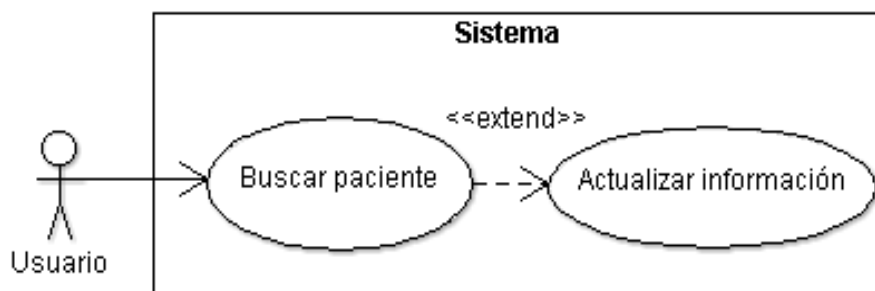 Sistema
<<extend>>
Buscar paciente
Actualizar información
Usuario